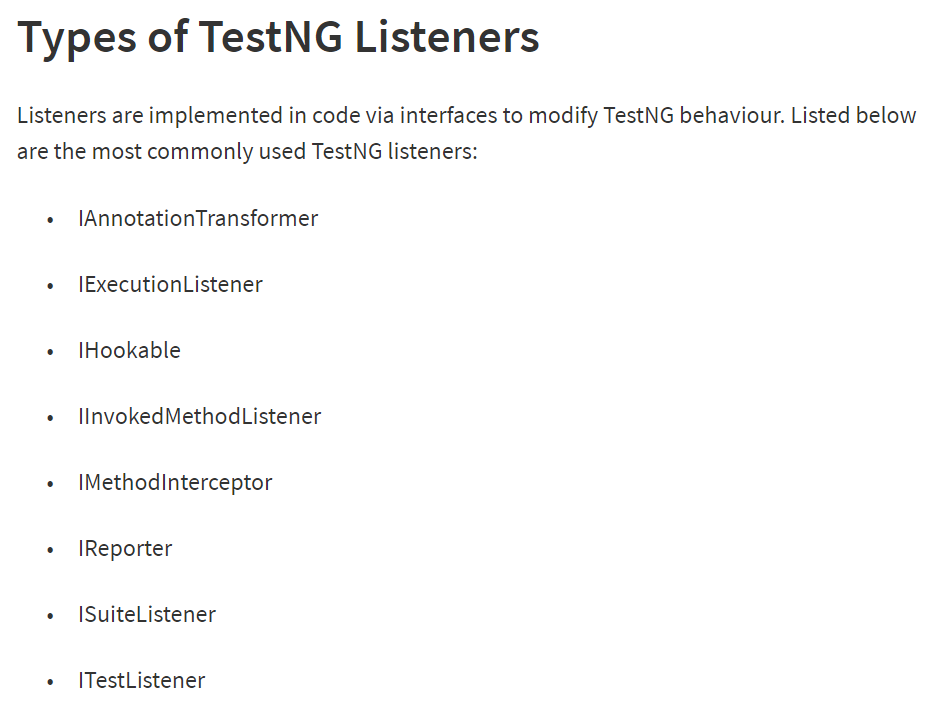 Types of TestNG Listeners
Listeners are implemented in code via interfaces to modify TestNG behaviour. Listed below
are the most commonly used TestNG listeners:
• IAnnotationTransformer
• IExecutionListener
• IHookable
• IInvokedMethodListener
• IMethodInterceptor
• IReporter
• ISuiteListener
• ITestListener